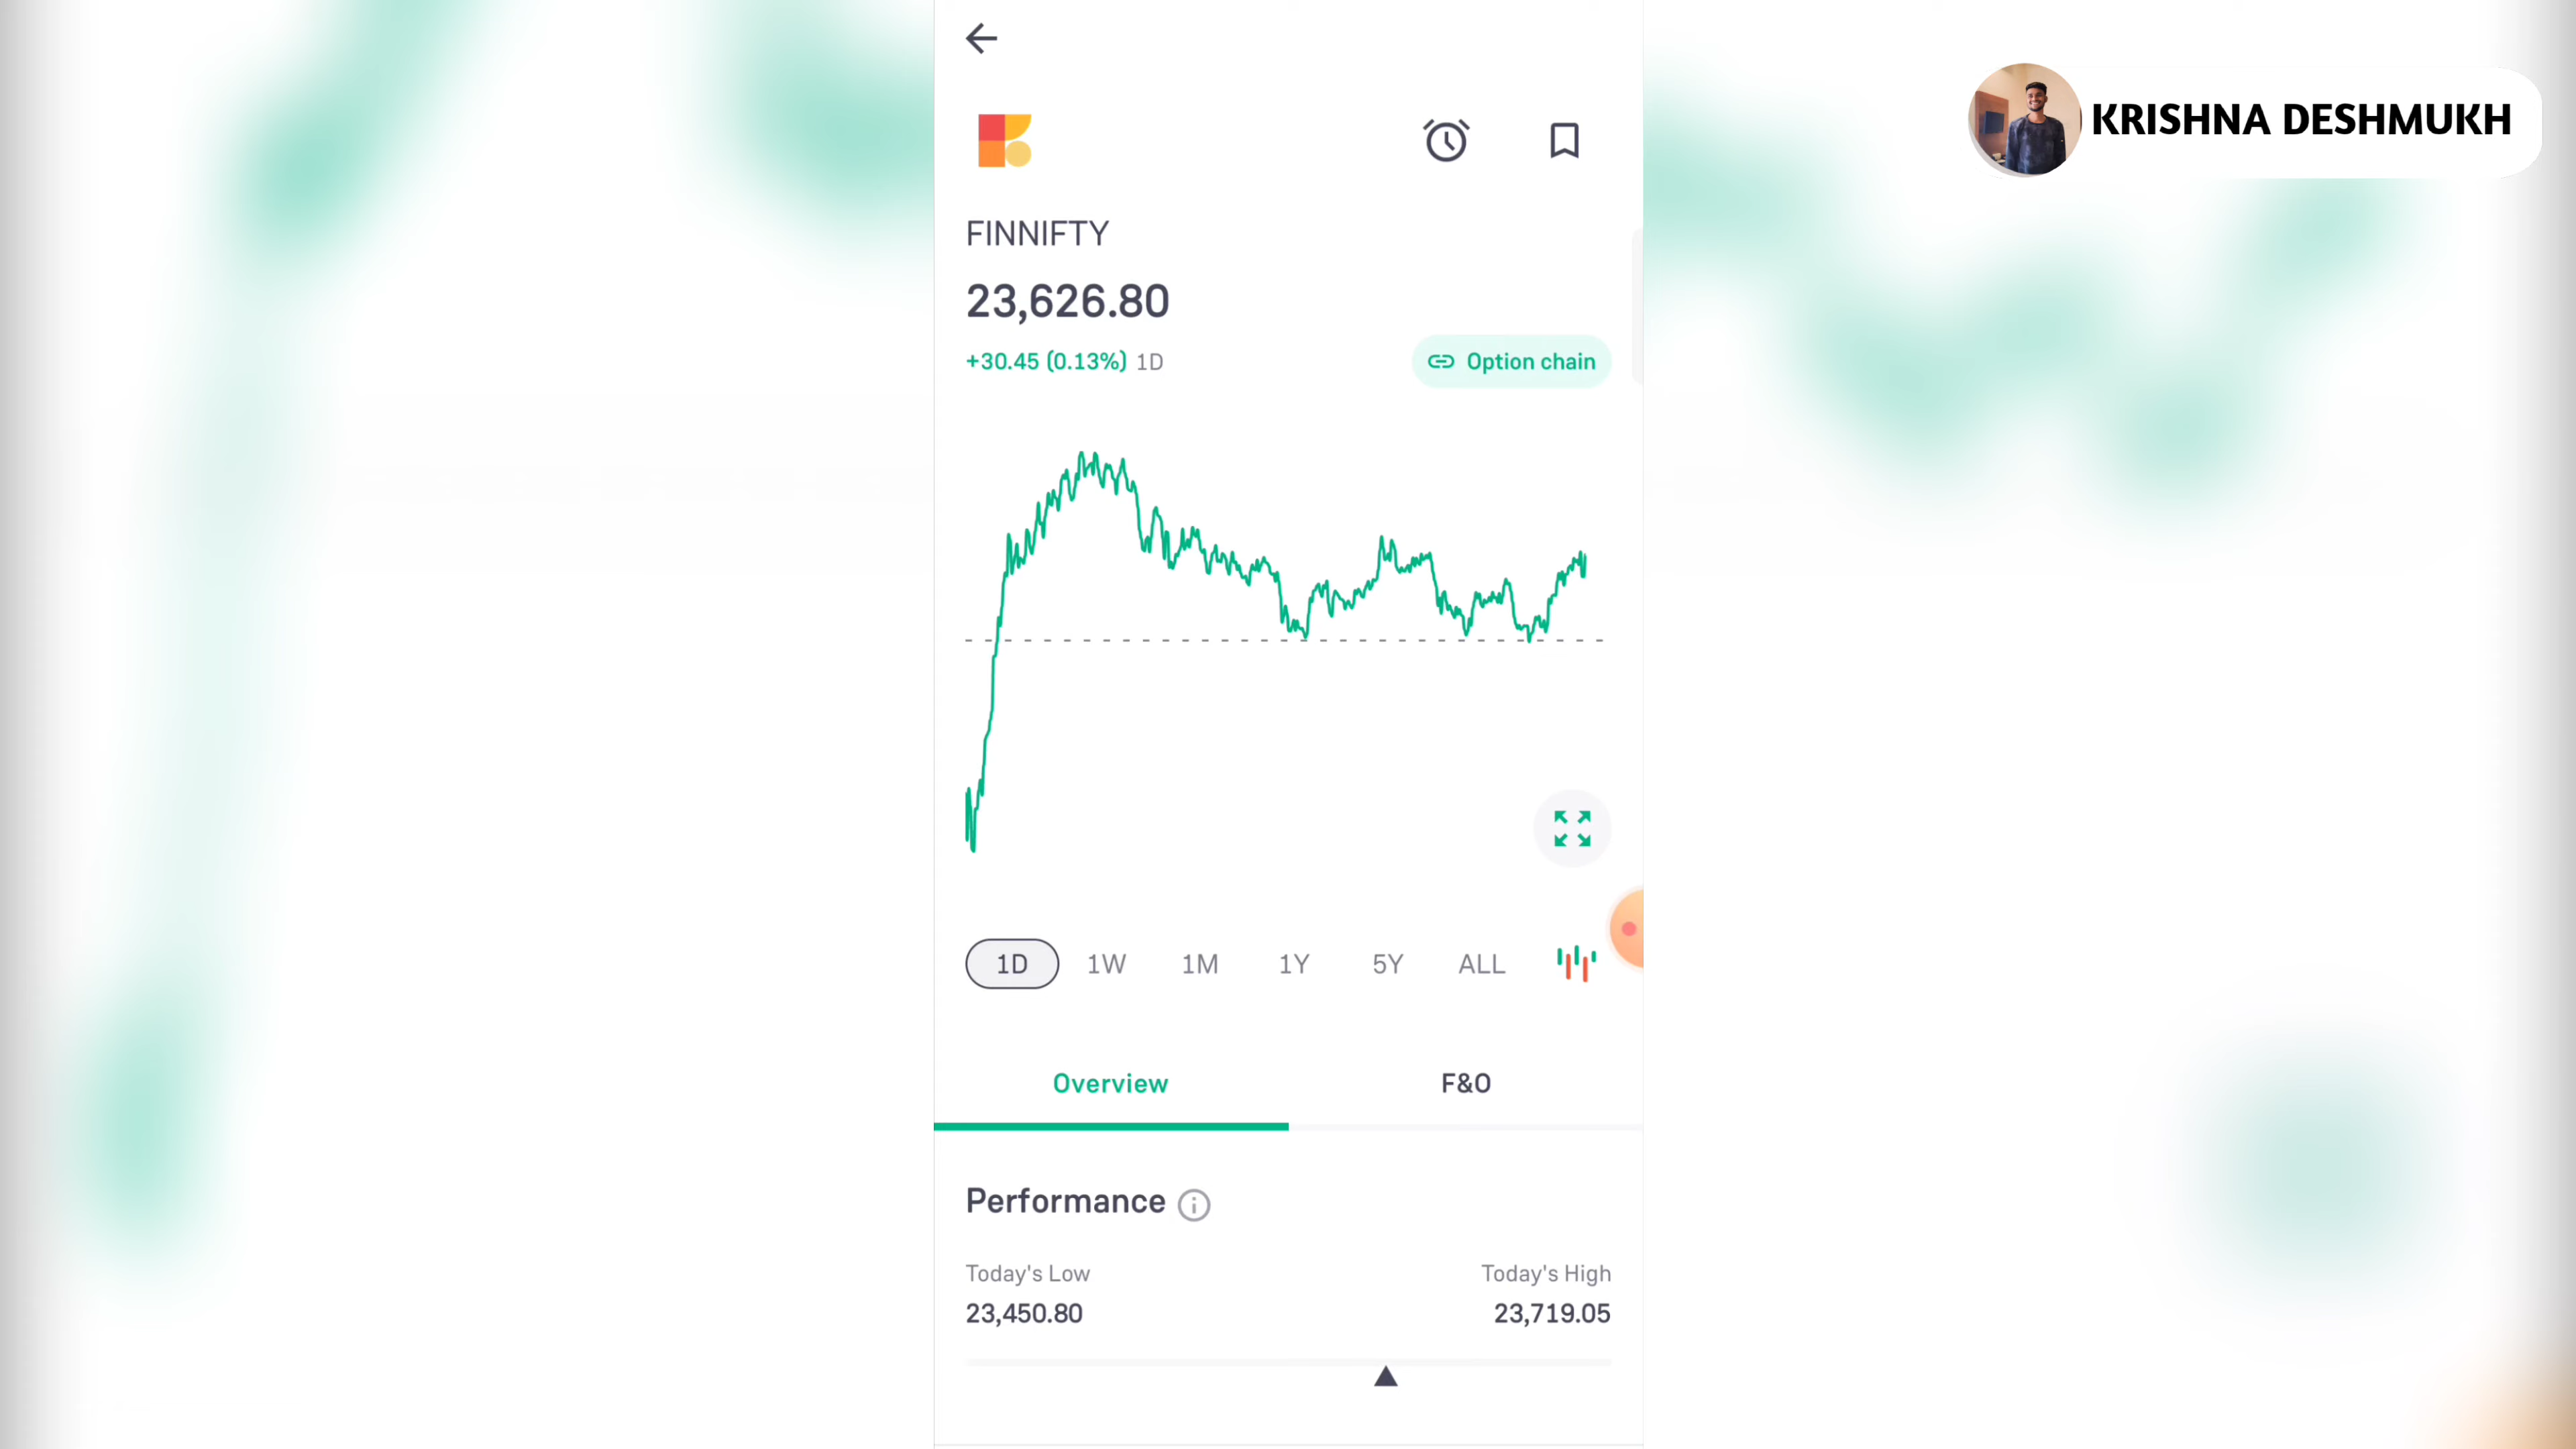 KRISHNA DESHMUKH
FINNIFTY
23,626.80
+30.45 (0.13%) 1D
Option chain
1D 1W 1M 1Y 5Y ALL
Overview F&O
Performance
Today's Low Today's High
23,450.80 23,719.05